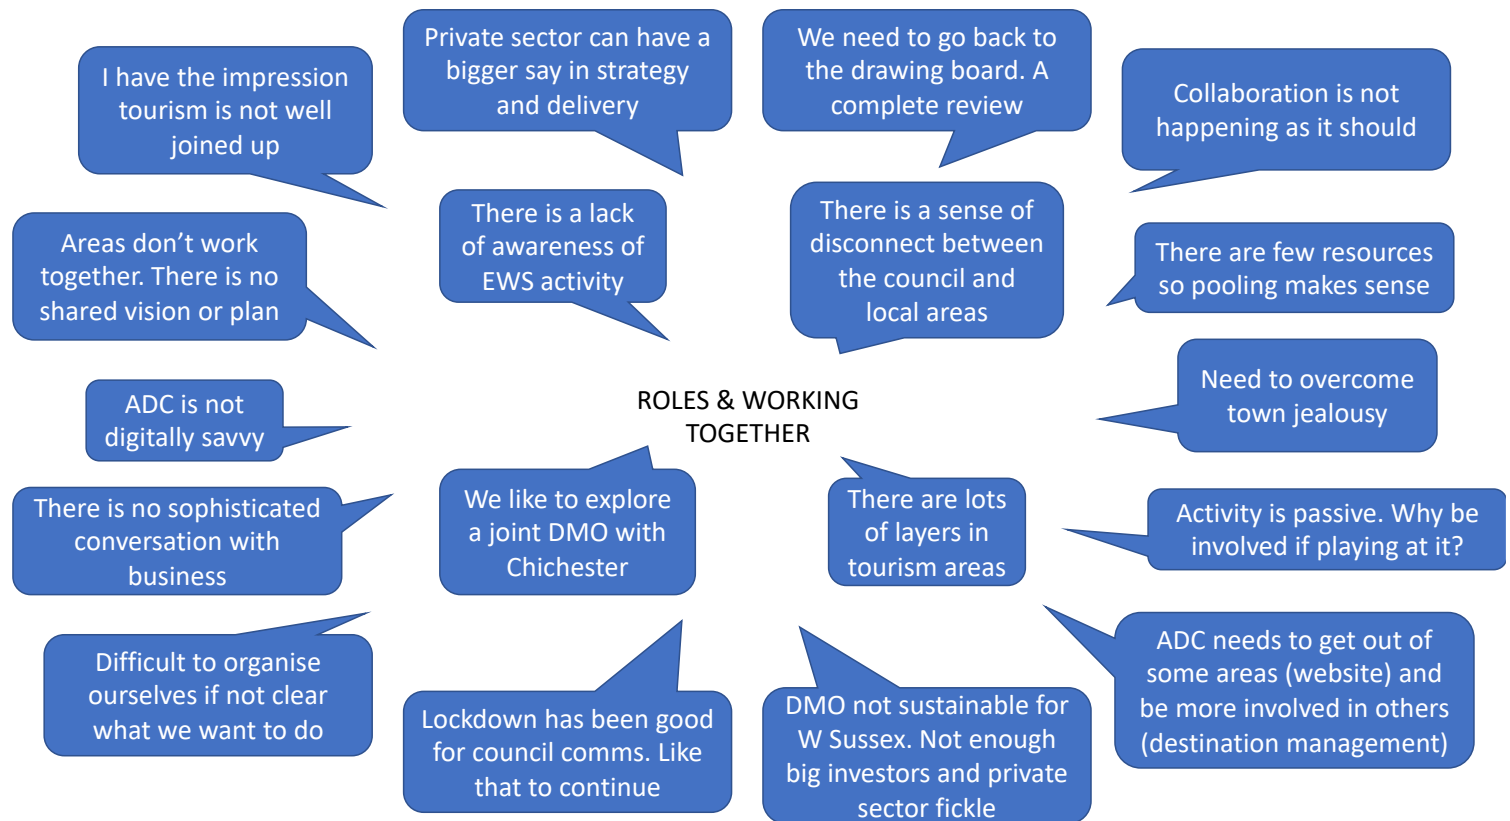 I have the impression
tourism is not well
joined up
Private sector can have a
bigger say in strategy
and delivery
We need to go back to
the drawing board. A
complete review
Collaboration is not
happening as it should
Areas don’t work
together. There is no
shared vision or plan
There is a lack
of awareness of
EWS activity
There is a sense of
disconnect between
the council and
local areas
There are few resources
so pooling makes sense
ADC is not
digitally savvy
ROLES & WORKING
TOGETHER
Need to overcome
town jealousy
There is no sophisticated
conversation with
business
We like to explore
a joint DMO with
Chichester
There are lots
of layers in
tourism areas
Activity is passive. Why be
involved if playing at it?
Difficult to organise
ourselves if not clear
what we want to do
Lockdown has been good
for council comms. Like
that to continue
DMO not sustainable for
W Sussex. Not enough
big investors and private
sector fickle
ADC needs to get out of
some areas (website) and
be more involved in others
(destination management)